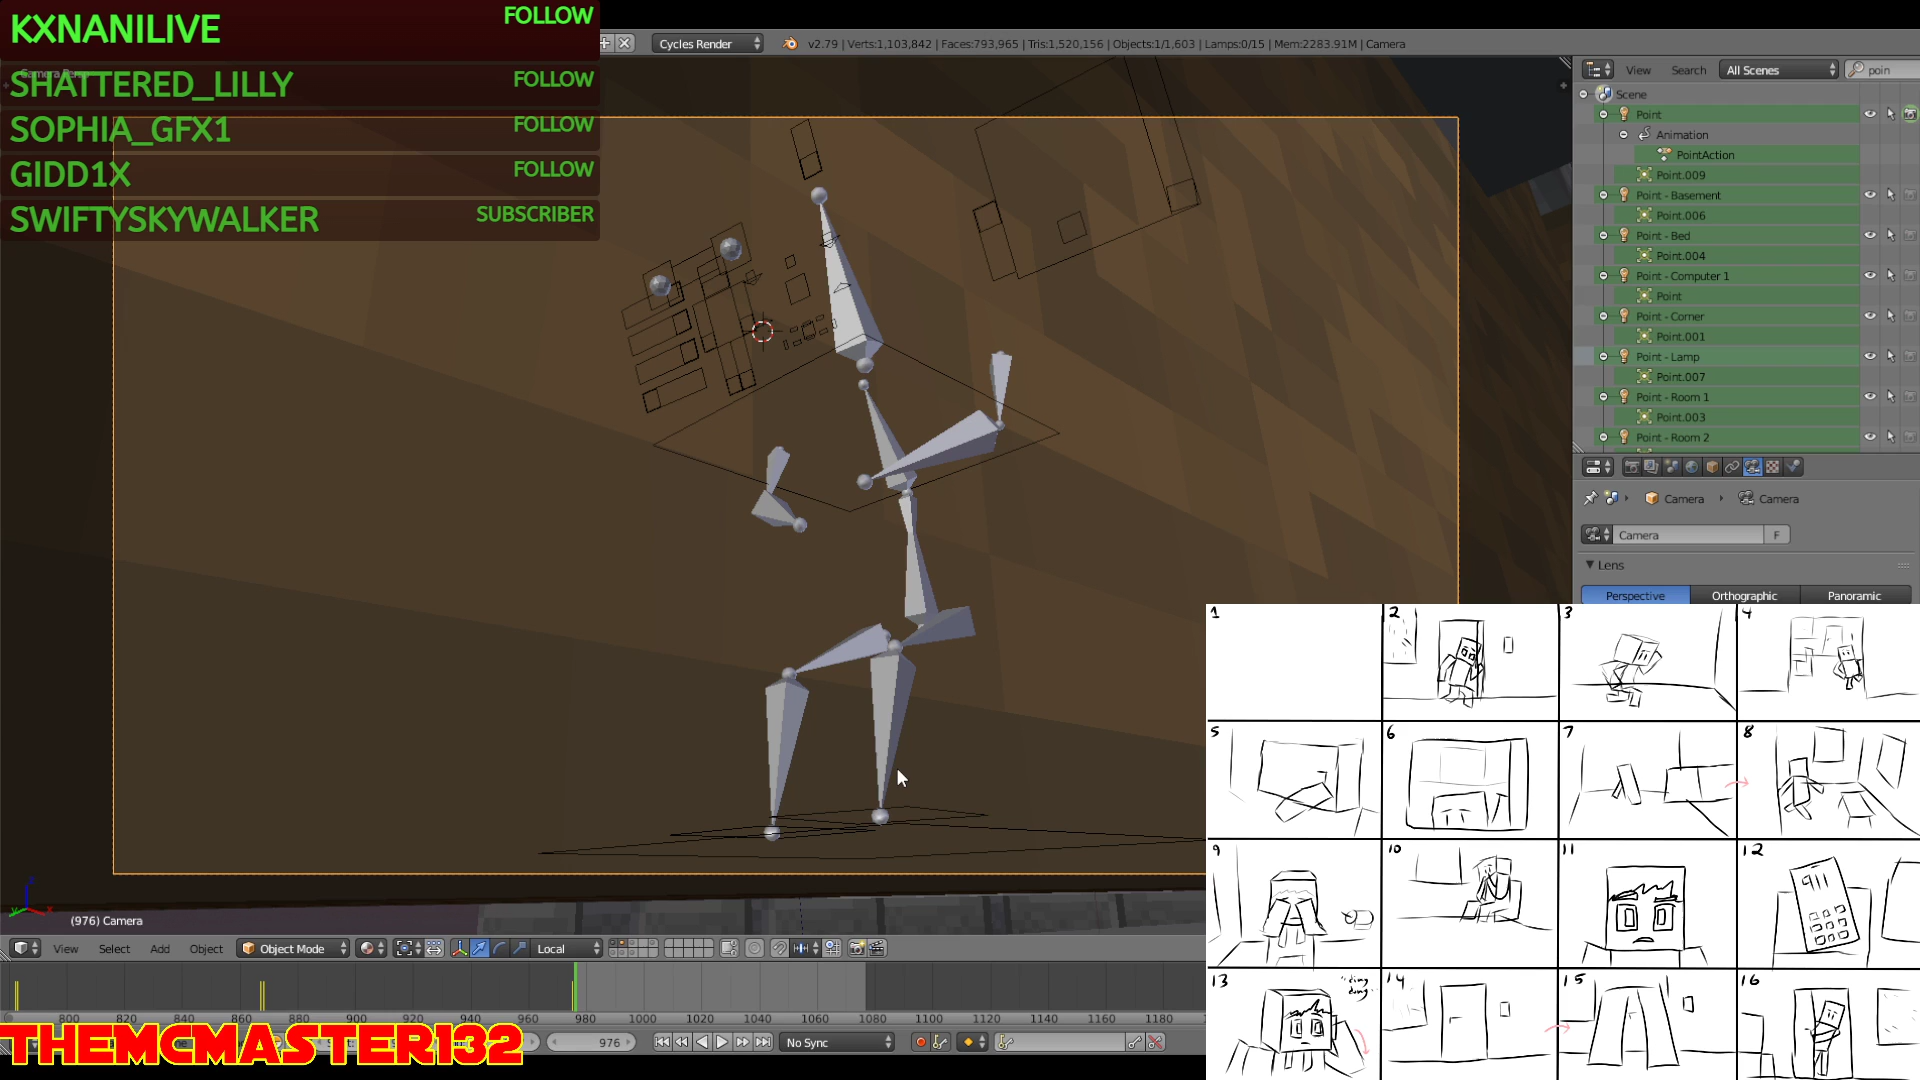 KXNANILIVE FOLLOW
SHATTERED_LILLY FOLLOW
SOPHIA_GFX1 FOLLOW
GIDD1X FOLLOW
SWIFTYSKYWALKER SUBSCRIBER
Cycles Render
v2.79 | Verts:1,103,842 | Faces:793,965 | Tris:1,520,156 | Objects:1/1,603 | Lamps:0/15 | Mem:2283.91M | Camera
View Search All Scenes poin
Scene
Point
Animation
PointAction
Point.009
Point - Basement
Point.006
Point - Bed
Point.004
Point - Computer 1
Point
Point - Corner
Point.001
Point - Lamp
Point.007
Point - Room 1
Point.003
Point - Room 2
Camera Camera
Camera F
Lens
Perspective Orthographic Panoramic
(976) Camera
View Select Add Object Object Mode Local
800 820 840 860 880 900 920 940 960 980 1000 1020 1040 1060 1080 1100 1120 1140 1160 1180
976 No Sync
THEMCMASTER132
1 2 3 4
5 6 7 8
9 10 11 12
911
13 14 15 16
"ding
dong"